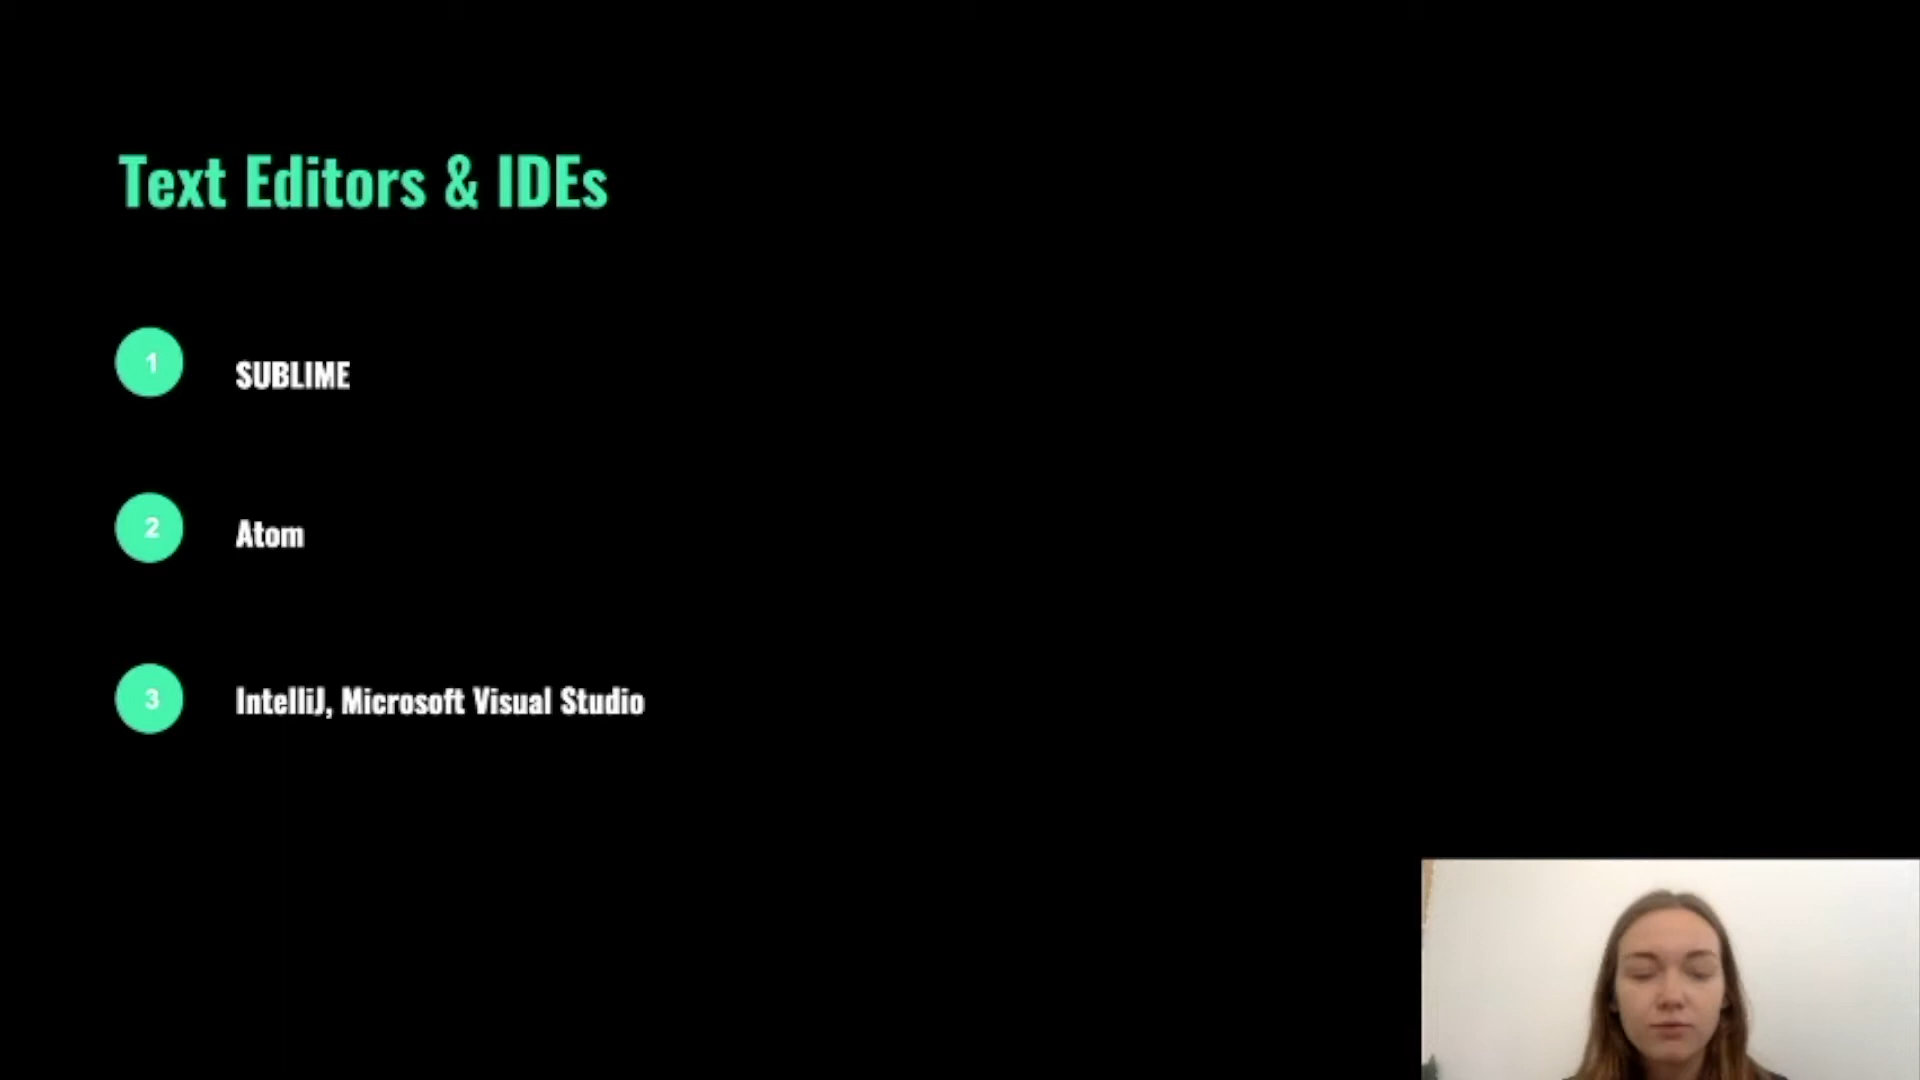 Text Editors & IDEs
1
SUBLIME
2
Atom
3
IntelliJ, Microsoft Visual Studio